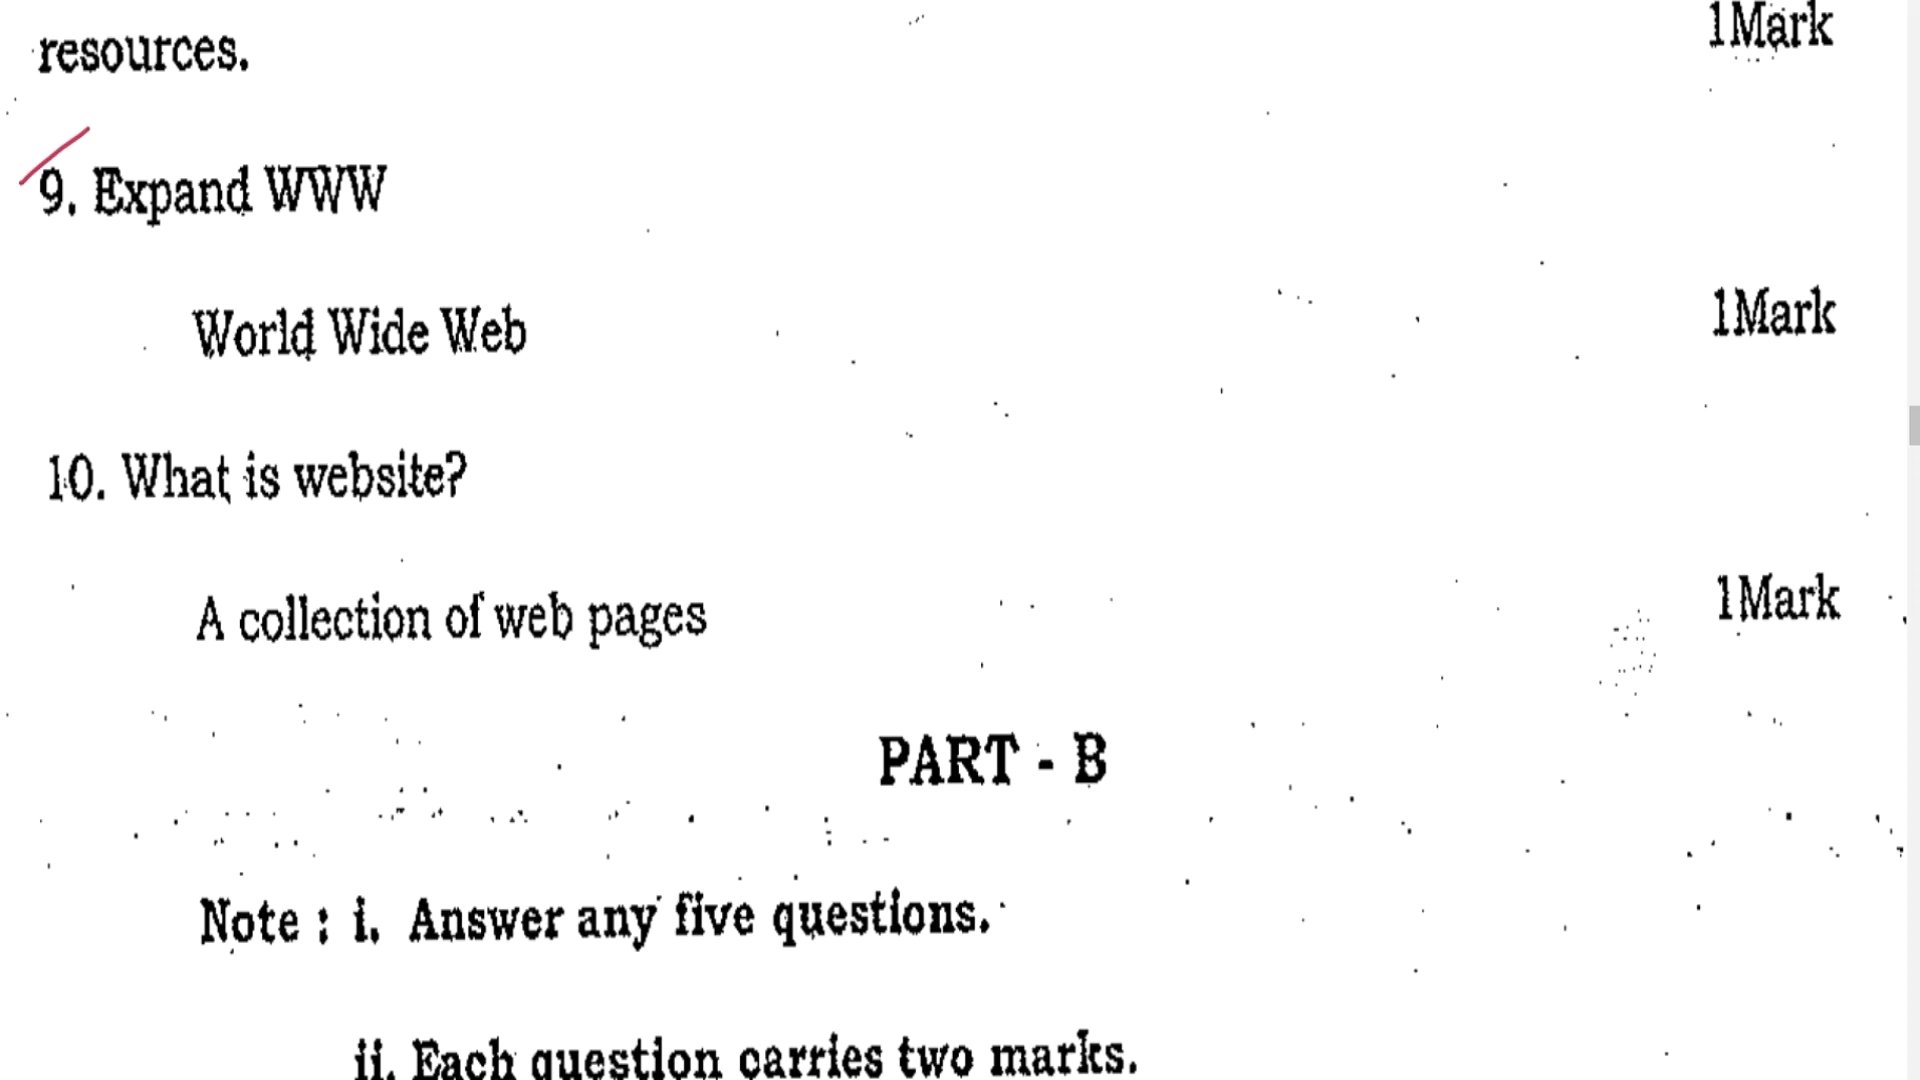 resources.
1Mark
9. Expand WWW
World Wide Web
1Mark
10. What is website?
A collection of web pages
1Mark
PART - B
Note : i. Answer any five questions.
ii. Each question carries two marks.